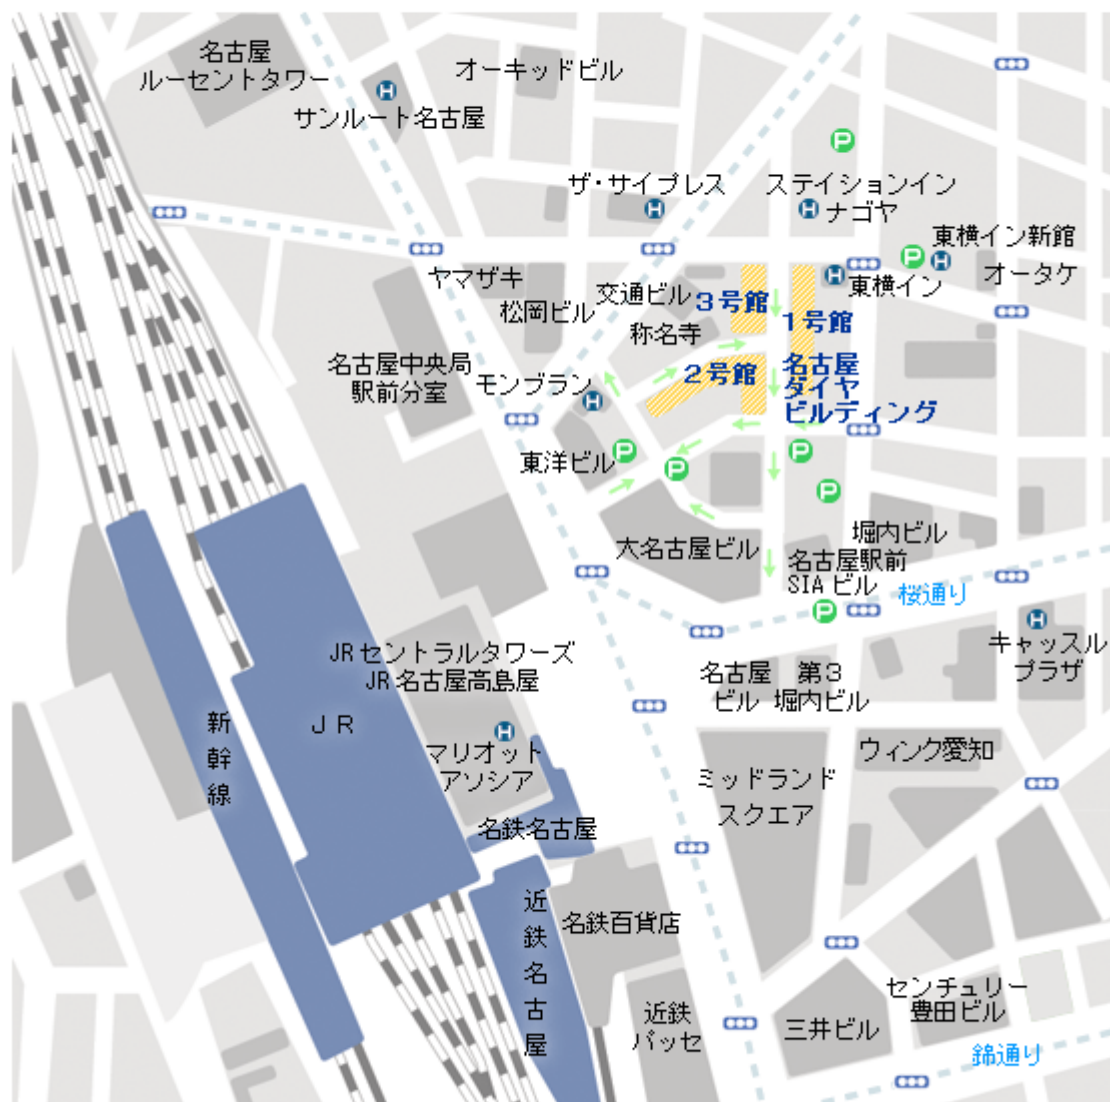 名古屋
ルーセントタワー
オーキッドビル
H
サンルート名古屋
P
ザ・サイプレス
H
ステイションイン
H ナゴヤ
東横イン新館
P H
オータケ
ヤマザキ
松岡ビル
交通ビル
3号館
H 東横イン
1号館
称名寺
名古屋中央局
駅前分室
モンブラン
H
2号館
名古屋
ダイヤ
ビルディング
東洋ビル
P
P
P
P
大名古屋ビル
堀内ビル
名古屋駅前
SIAビル
P
桜通り
H
キャッスル
プラザ
JRセントラルタワーズ
JR名古屋高島屋
名古屋
ビル
第3
堀内ビル
新幹線
JR
H
マリオット
アソシア
ミッドランド
スクエア
ウィンク愛知
名鉄名古屋
近鉄名古屋
名鉄百貨店
近鉄
パッセ
三井ビル
センチュリー
豊田ビル
錦通り